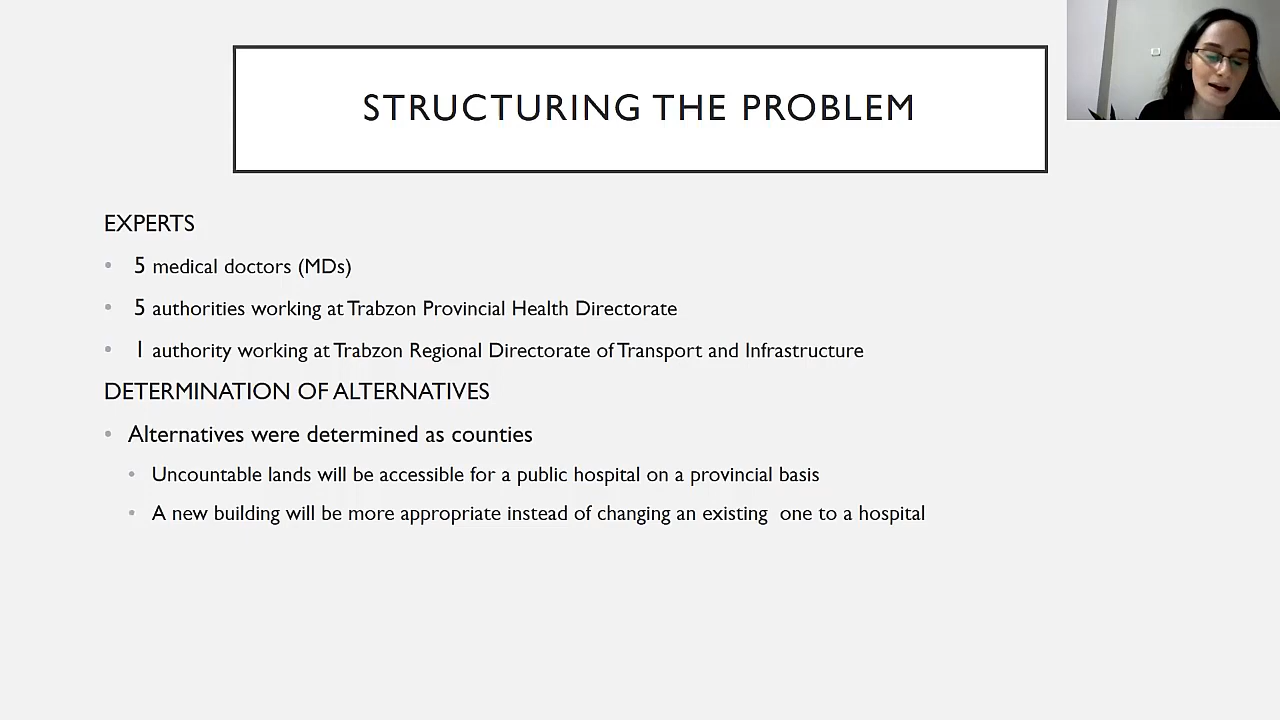 STRUCTURING THE PROBLEM
EXPERTS
• 5 medical doctors (MDs)
• 5 authorities working at Trabzon Provincial Health Directorate
• 1 authority working at Trabzon Regional Directorate of Transport and Infrastructure
DETERMINATION OF ALTERNATIVES
• Alternatives were determined as counties
• Uncountable lands will be accessible for a public hospital on a provincial basis
• A new building will be more appropriate instead of changing an existing  one to a hospital